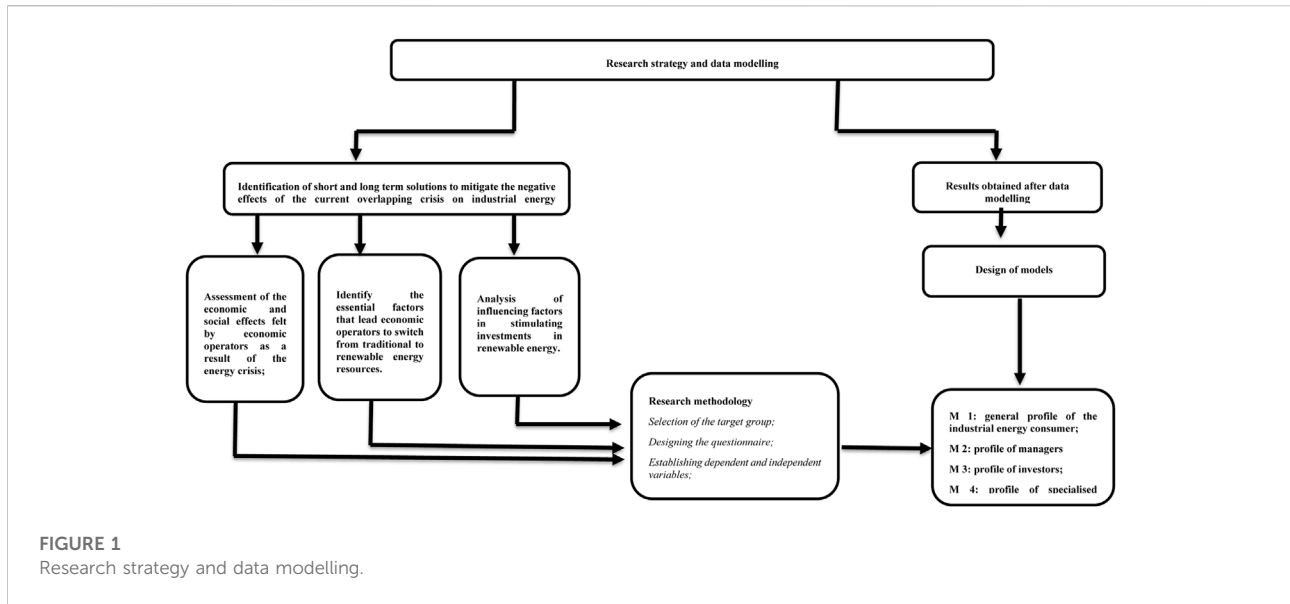 Research strategy and data modelling
Identification of short and long term solutions to mitigate the negative
effects of the current overlapping crisis on industrial energy
Results obtained after data
modelling
Design of models
Assessment of the
economic and
social effects felt
by economic
operators as a
result of the
energy crisis;
Identify the
essential factors
that lead economic
operators to switch
from traditional to
renewable energy
resources.
Analysis of
influencing factors
in stimulating
investments in
renewable energy.
Research methodology
Selection of the target group;
Designing the questionnaire;
Establishing dependent and independent
variables;
M 1: general profile of the
industrial energy consumer;
M 2: profile of managers
M 3: profile of investors;
M 4: profile of specialised
FIGURE 1
Research strategy and data modelling.